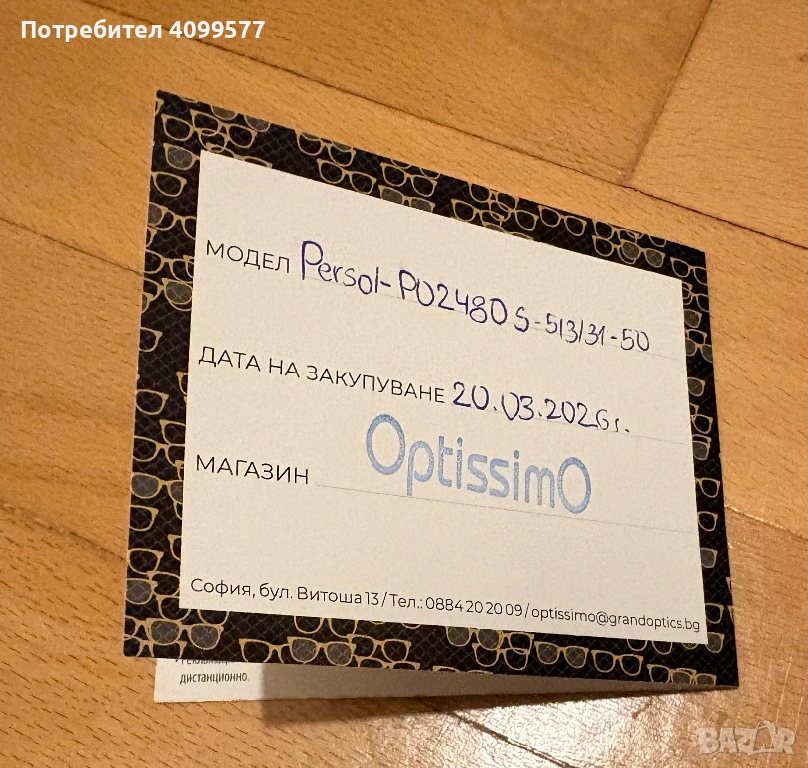 Потребител 4099577
МОДЕЛ Persol-PO2480S-513/31-50
ДАТА НА ЗАКУПУВАНЕ 20.03.2026г.
МАГАЗИН OptissimO
София, бул. Витоша 13 / Тел.: 0884 20 20 09 / optissimo@grandoptics.bg
дистанционно.
BAZAR